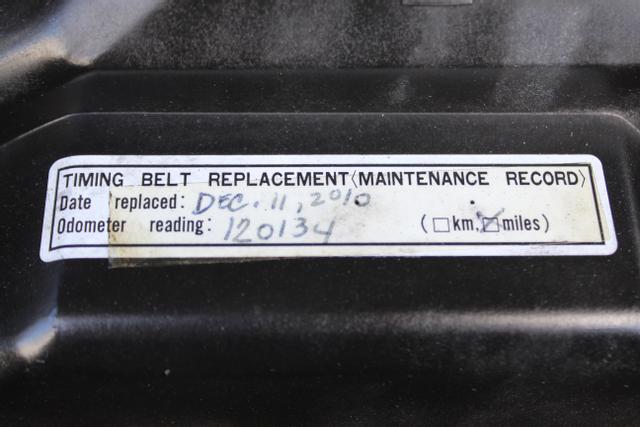 TIMING BELT REPLACEMENT (MAINTENANCE RECORD)
Date replaced: DEC. 11, 2010
Odometer reading: 120134 (☐km, ☑miles)